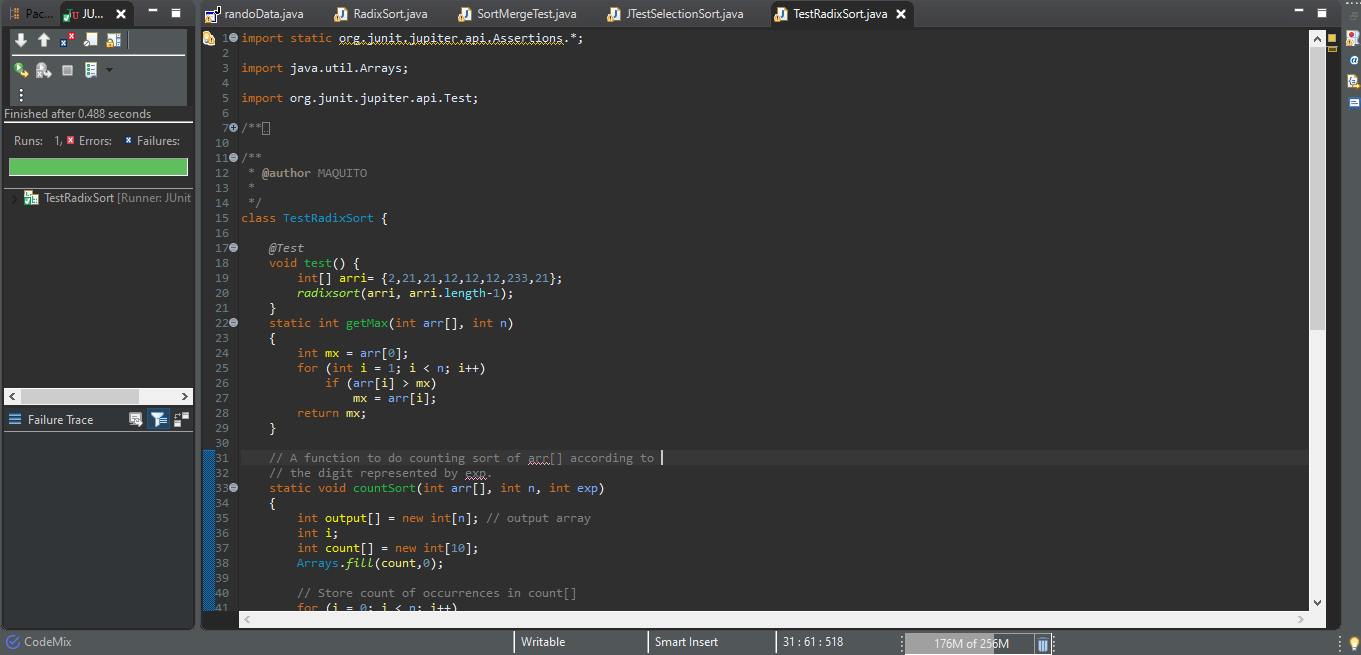 Pac...
JU...
randoData.java
RadixSort.java
SortMergeTest.java
JTestSelectionSort.java
TestRadixSort.java
Finished after 0.488 seconds
Runs: 1/ Errors: Failures:
TestRadixSort [Runner: JUnit
Failure Trace
1 import static org.junit.jupiter.api.Assertions.*;
2
3 import java.util.Arrays;
4
5 import org.junit.jupiter.api.Test;
6
7 /**
10
11 /**
12 * @author MAQUITO
13 *
14 */
15 class TestRadixSort {
16
17 @Test
18 void test() {
19 int[] arri= {2,21,21,12,12,12,233,21};
20 radixsort(arri, arri.length-1);
21 }
22 static int getMax(int arr[], int n)
23 {
24 int mx = arr[0];
25 for (int i = 1; i < n; i++)
26 if (arr[i] > mx)
27 mx = arr[i];
28 return mx;
29 }
30
31 // A function to do counting sort of arr[] according to
32 // the digit represented by exp.
33 static void countSort(int arr[], int n, int exp)
34 {
35 int output[] = new int[n]; // output array
36 int i;
37 int count[] = new int[10];
38 Arrays.fill(count,0);
39
40 // Store count of occurrences in count[]
41 for (i = 0; i < n; i++)
CodeMix
Writable
Smart Insert
31 : 61 : 518
176M of 256M